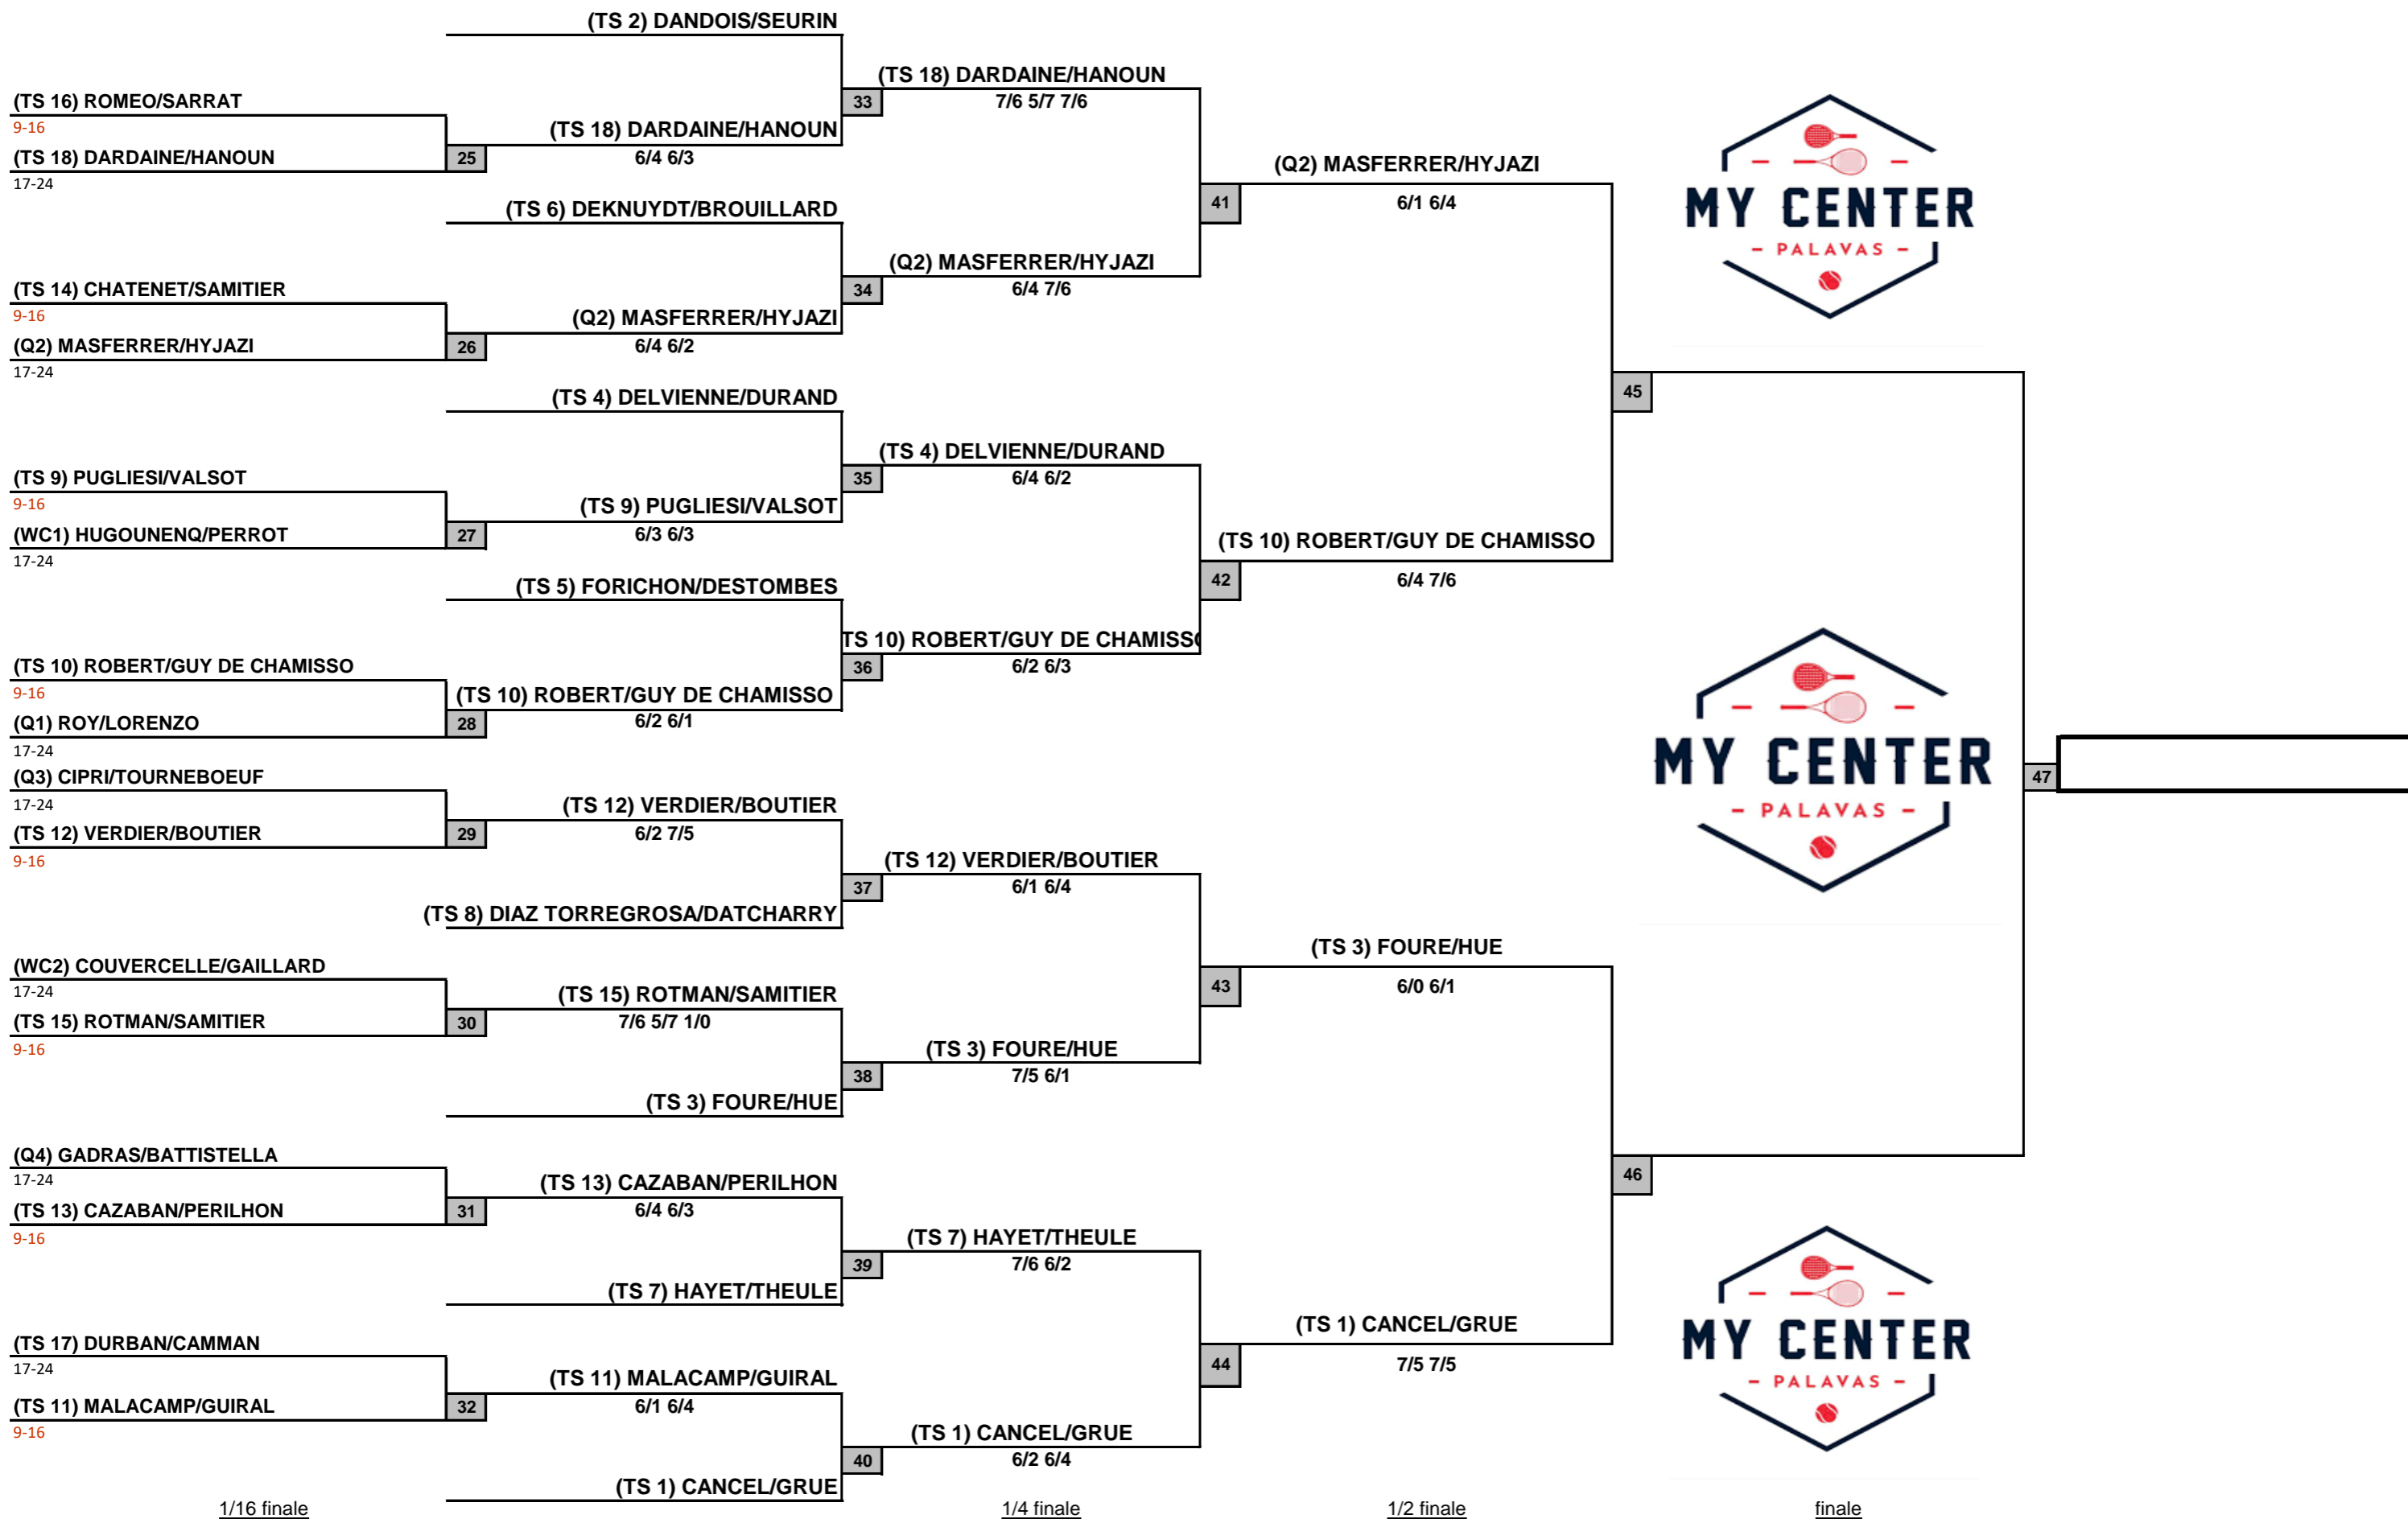 (TS 2) DANDOIS/SEURIN
(TS 18) DARDAINE/HANOUN
(TS 16) ROMEO/SARRAT
33
7/6 5/7 7/6
9-16
(TS 18) DARDAINE/HANOUN
(TS 18) DARDAINE/HANOUN
25
6/4 6/3
17-24
(Q2) MASFERRER/HYJAZI
(TS 6) DEKNUYDT/BROUILLARD
41
6/1 6/4
MY CENTER
- PALAVAS -
(Q2) MASFERRER/HYJAZI
(TS 14) CHATENET/SAMITIER
34
6/4 7/6
9-16
(Q2) MASFERRER/HYJAZI
(Q2) MASFERRER/HYJAZI
26
6/4 6/2
17-24
(TS 4) DELVIENNE/DURAND
45
(TS 4) DELVIENNE/DURAND
(TS 9) PUGLIESI/VALSOT
35
6/4 6/2
9-16
(TS 9) PUGLIESI/VALSOT
(WC1) HUGOUNENQ/PERROT
27
6/3 6/3
17-24
(TS 10) ROBERT/GUY DE CHAMISSO
(TS 5) FORICHON/DESTOMBES
42
6/4 7/6
TS 10) ROBERT/GUY DE CHAMISSO
(TS 10) ROBERT/GUY DE CHAMISSO
36
6/2 6/3
9-16
(TS 10) ROBERT/GUY DE CHAMISSO
(Q1) ROY/LORENZO
28
6/2 6/1
17-24
MY CENTER
- PALAVAS -
47
(Q3) CIPRI/TOURNEBOEUF
17-24
(TS 12) VERDIER/BOUTIER
(TS 12) VERDIER/BOUTIER
29
6/2 7/5
9-16
(TS 12) VERDIER/BOUTIER
37
6/1 6/4
(TS 8) DIAZ TORREGROSA/DATCHARRY
(TS 3) FOURE/HUE
(WC2) COUVERCELLE/GAILLARD
17-24
43
6/0 6/1
(TS 15) ROTMAN/SAMITIER
(TS 15) ROTMAN/SAMITIER
30
7/6 5/7 1/0
9-16
(TS 3) FOURE/HUE
38
7/5 6/1
(TS 3) FOURE/HUE
(Q4) GADRAS/BATTISTELLA
17-24
46
(TS 13) CAZABAN/PERILHON
(TS 13) CAZABAN/PERILHON
31
6/4 6/3
9-16
(TS 7) HAYET/THEULE
39
7/6 6/2
(TS 7) HAYET/THEULE
(TS 1) CANCEL/GRUE
(TS 17) DURBAN/CAMMAN
17-24
44
7/5 7/5
MY CENTER
- PALAVAS -
(TS 11) MALACAMP/GUIRAL
(TS 11) MALACAMP/GUIRAL
32
6/1 6/4
9-16
(TS 1) CANCEL/GRUE
40
6/2 6/4
(TS 1) CANCEL/GRUE
1/16 finale
1/4 finale
1/2 finale
finale